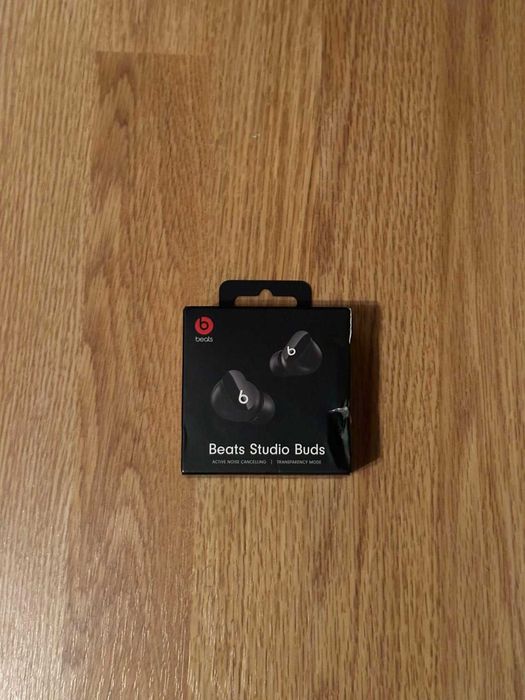 beats
b
b
Beats Studio Buds
ACTIVE NOISE CANCELLING | TRANSPARENCY MODE